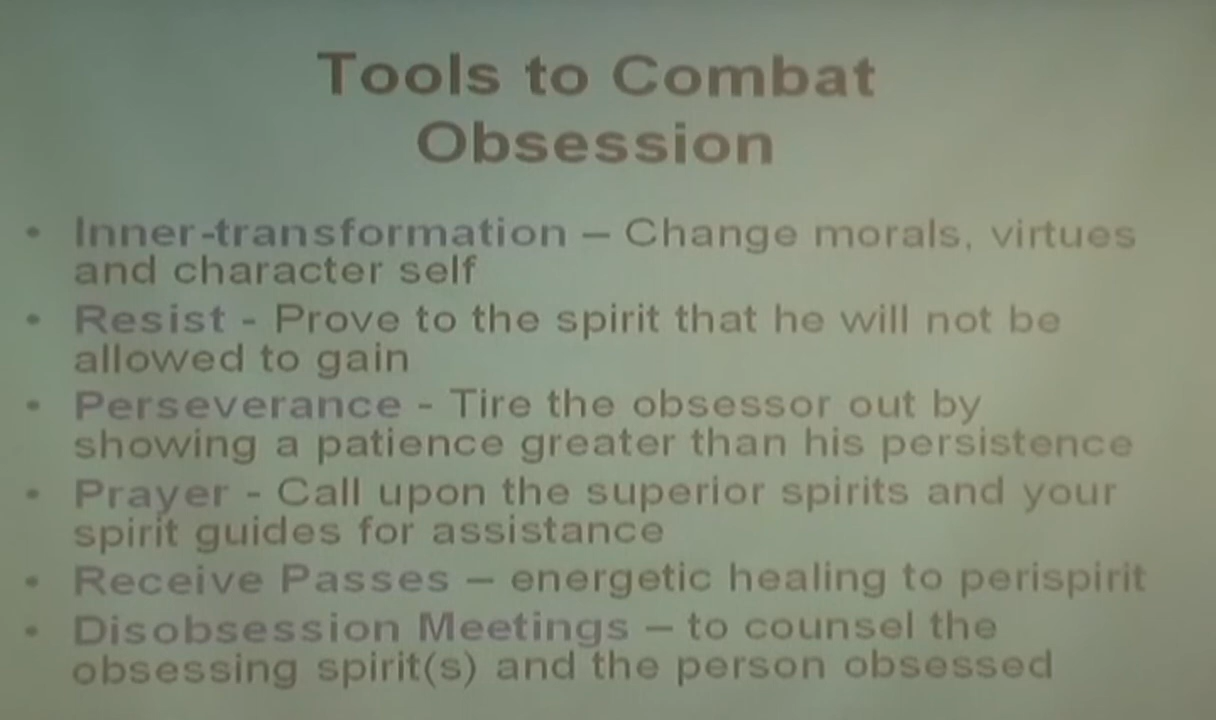 Tools to Combat
Obsession
• Inner-transformation – Change morals, virtues
and character self
• Resist - Prove to the spirit that he will not be
allowed to gain
• Perseverance - Tire the obsessor out by
showing a patience greater than his persistence
• Prayer - Call upon the superior spirits and your
spirit guides for assistance
• Receive Passes – energetic healing to perispirit
• Disobsession Meetings – to counsel the
obsessing spirit(s) and the person obsessed